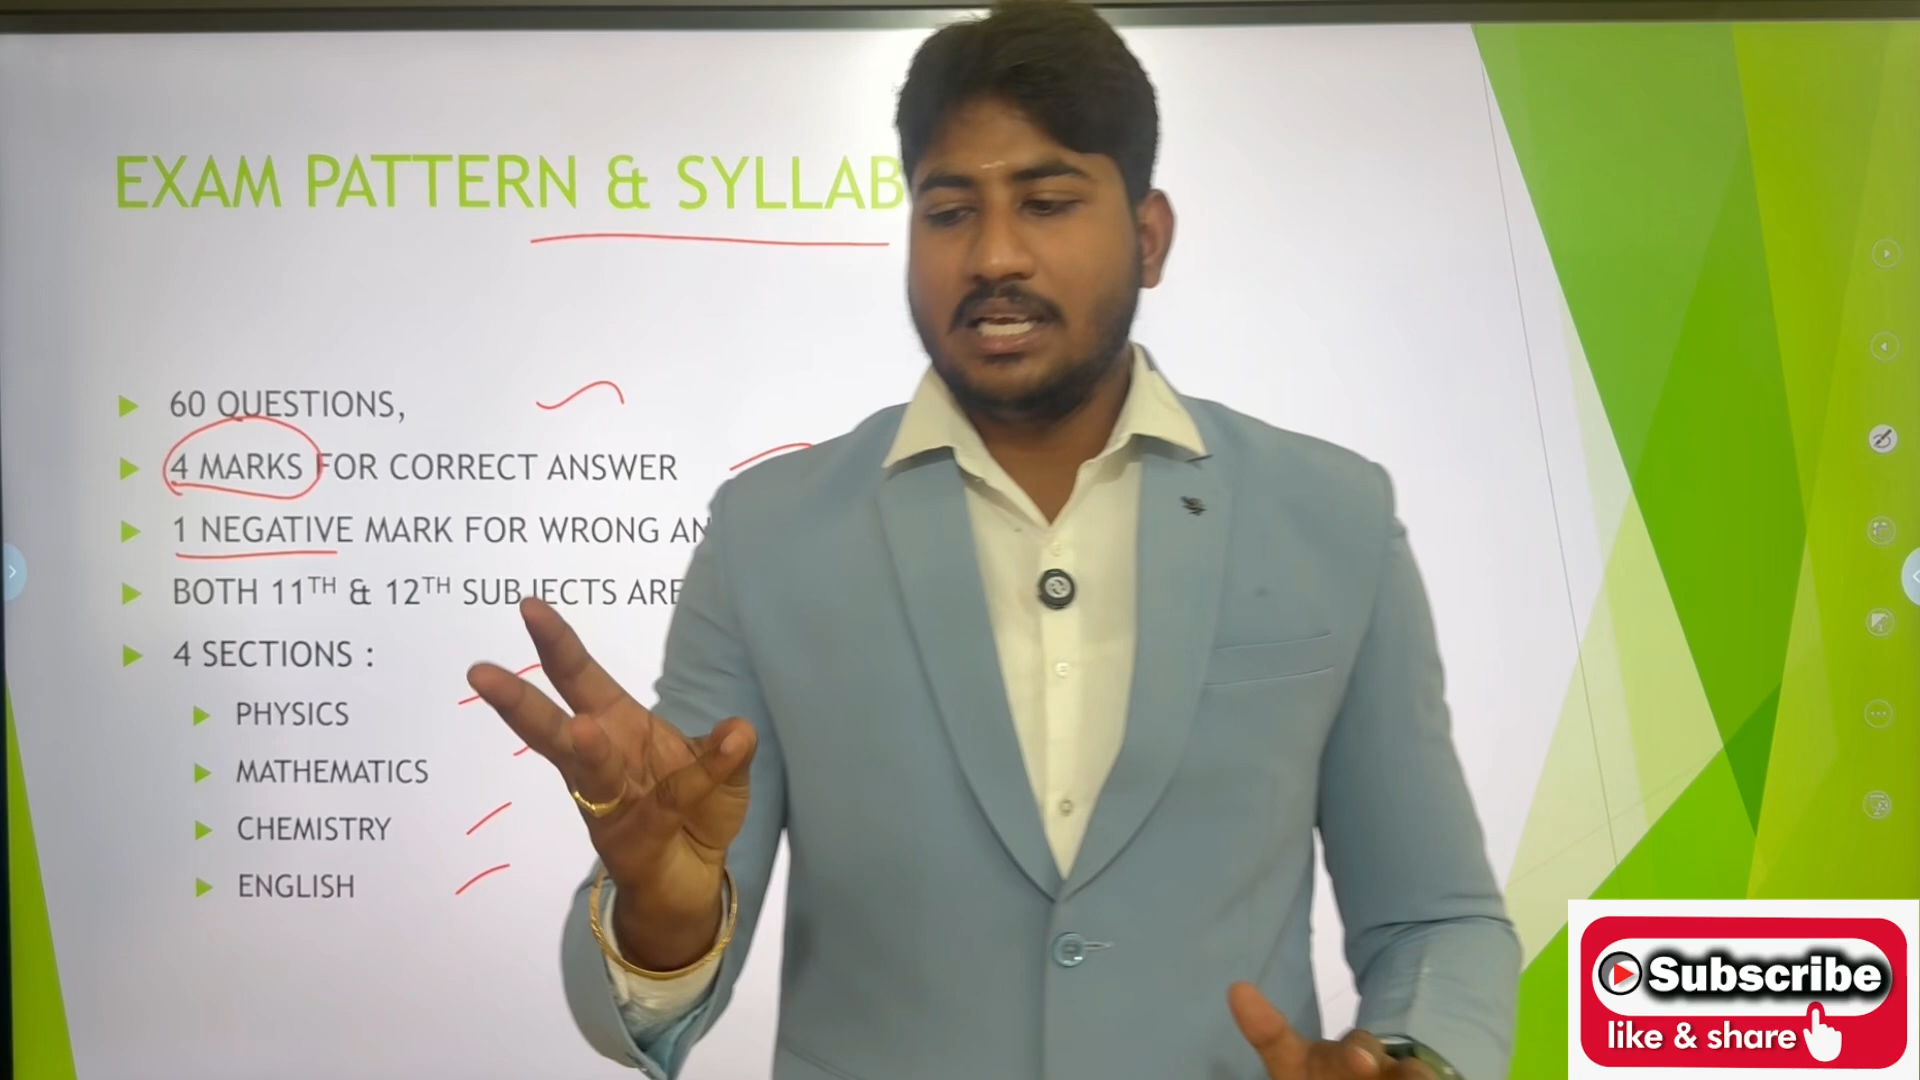 EXAM PATTERN & SYLLAB
60 QUESTIONS,
4 MARKS FOR CORRECT ANSWER
1 NEGATIVE MARK FOR WRONG AN
BOTH 11TH & 12TH SUBJECTS ARE
4 SECTIONS :
PHYSICS
MATHEMATICS
CHEMISTRY
ENGLISH
Subscribe
like & share